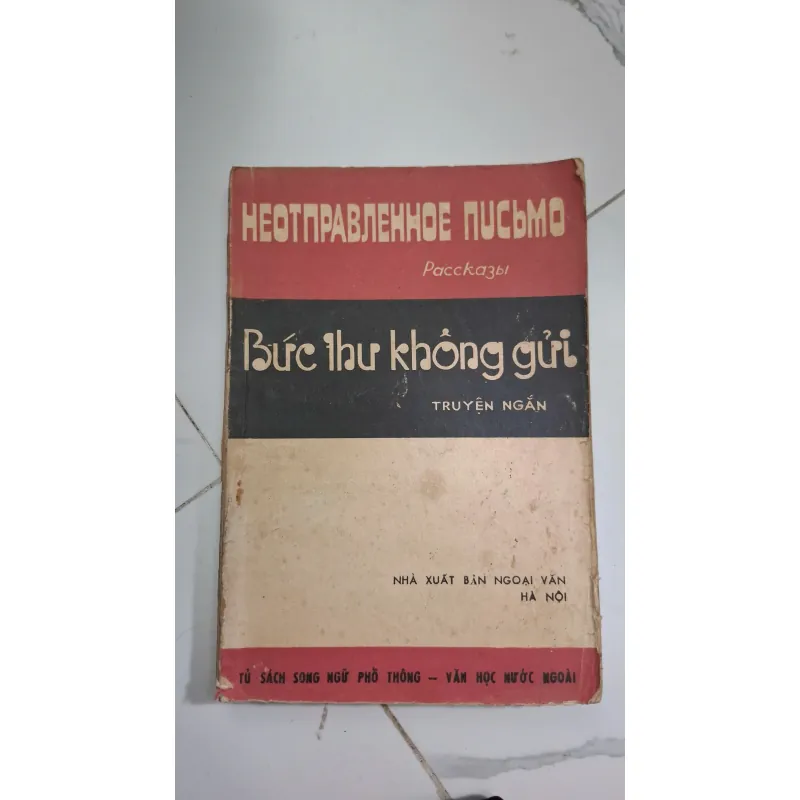 НЕОТПРАВЛЕННОЕ ПИСЬМО
Рассказы
Bức thư không gửi
TRUYỆN NGẮN
NHÀ XUẤT BẢN NGOẠI VĂN
HÀ NỘI
TỦ SÁCH SONG NGỮ PHỔ THÔNG – VĂN HỌC NƯỚC NGOÀI